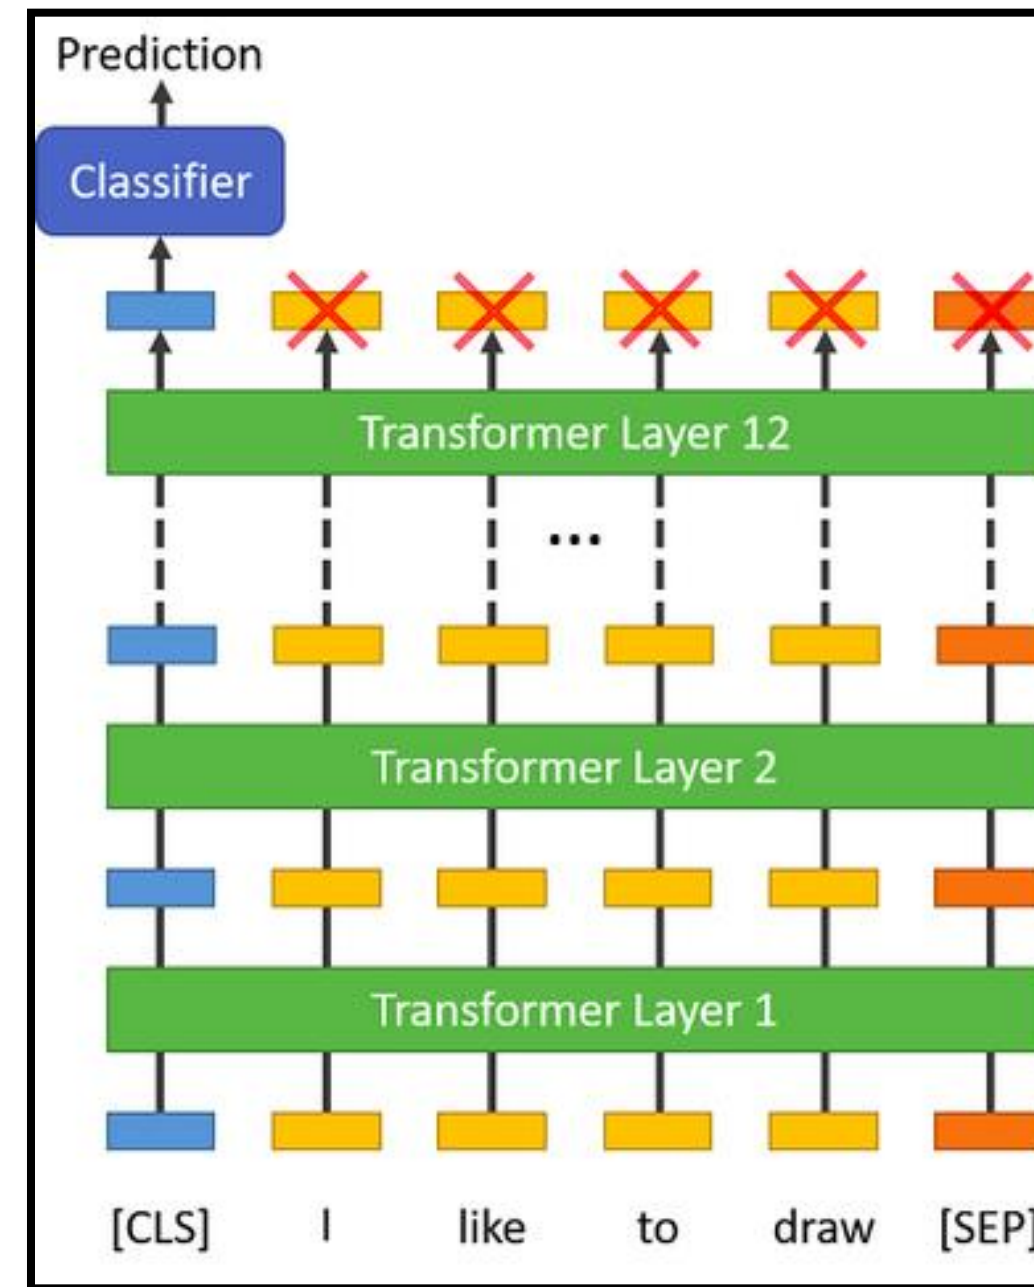 Prediction
Classifier
Transformer Layer 12
...
Transformer Layer 2
Transformer Layer 1
[CLS] I like to draw [SEP]